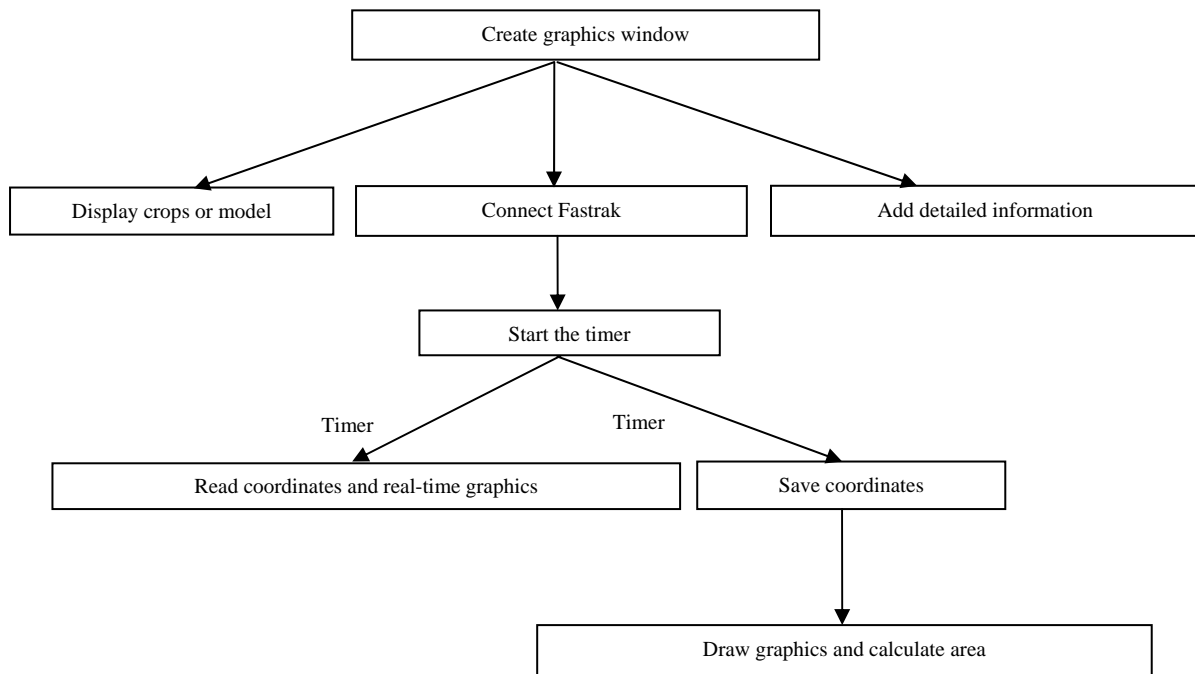 Create graphics window
Display crops or model
Connect Fastrak
Add detailed information
Start the timer
Timer
Timer
Read coordinates and real-time graphics
Save coordinates
Draw graphics and calculate area